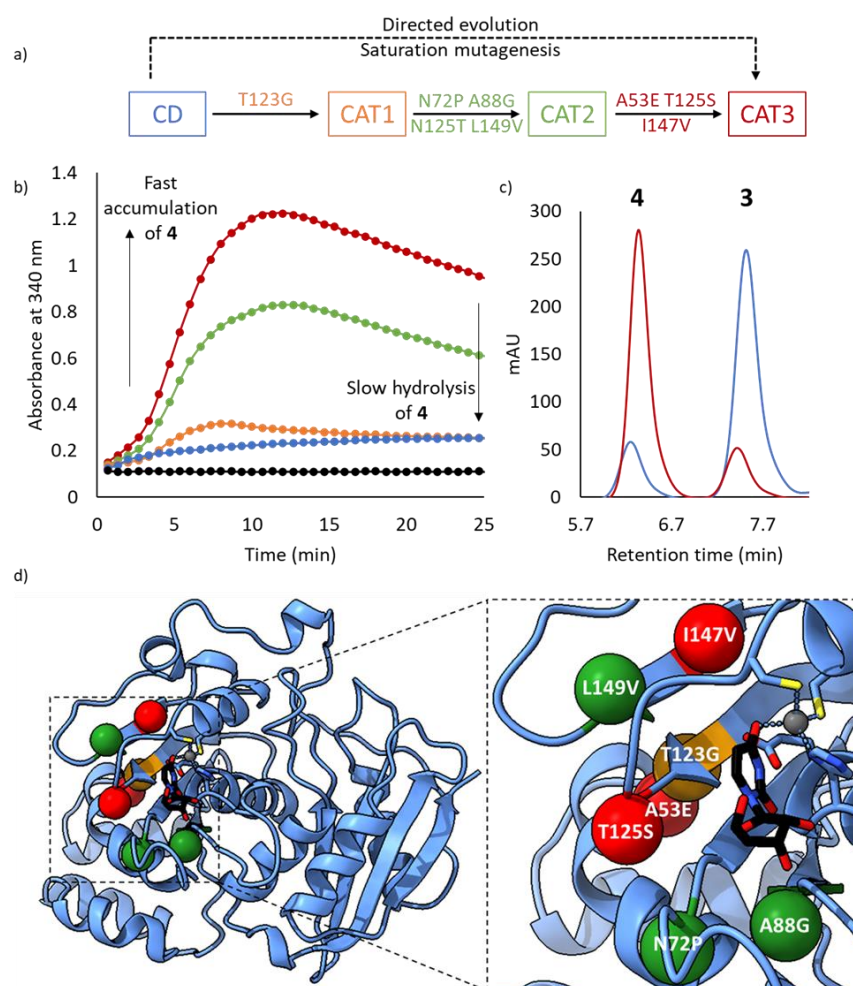 Directed evolution
a)
Saturation mutagenesis
CD
T123G
CAT1
N72P A88G
N125T L149V
CAT2
A53E T125S
I147V
CAT3
b)
1.4
1.2
1
0.8
0.6
0.4
0.2
0
Absorbance at 340 nm
Fast
accumulation
of 4
Slow hydrolysis
of 4
0
5
10
15
20
25
Time (min)
c)
4
3
300
250
200
150
100
50
0
mAU
5.7
6.7
7.7
Retention time (min)
d)
I147V
L149V
T123G
A53E
T125S
N72P
A88G